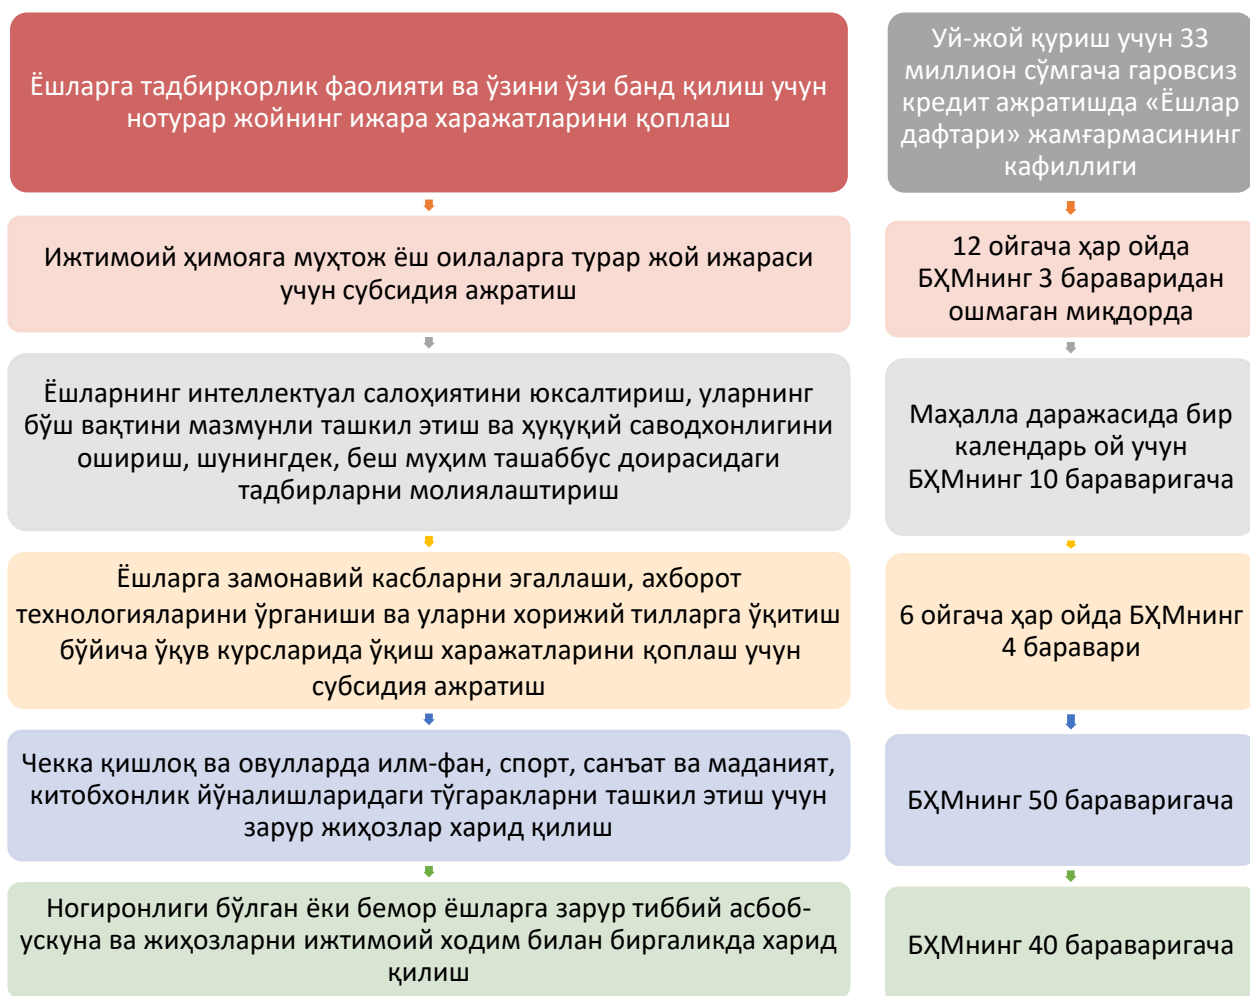 Ёшларга тадбиркорлик фаолияти ва ўзини ўзи банд қилиш учун
нотурар жойнинг ижара харажатларини қоплаш
Уй-жой қуриш учун 33
миллион сўмгача гаровсиз
кредит ажратишда «Ёшлар
дафтари» жамғармасининг
кафиллиги
Ижтимоий ҳимояга муҳтож ёш оилаларга турар жой ижараси
учун субсидия ажратиш
12 ойгача ҳар ойда
БҲМнинг 3 бараваридан
ошмаган миқдорда
Ёшларнинг интеллектуал салоҳиятини юксалтириш, уларнинг
бўш вақтини мазмунли ташкил этиш ва ҳуқуқий саводхонлигини
ошириш, шунингдек, беш муҳим ташаббус доирасидаги
тадбирларни молиялаштириш
Маҳалла даражасида бир
календарь ой учун
БҲМнинг 10 бараваригача
Ёшларга замонавий касбларни эгаллаши, ахборот
технологияларини ўрганиши ва уларни хорижий тилларга ўқитиш
бўйича ўқув курсларида ўқиш харажатларини қоплаш учун
субсидия ажратиш
6 ойгача ҳар ойда БҲМнинг
4 баравари
Чекка қишлоқ ва овулларда илм-фан, спорт, санъат ва маданият,
китобхонлик йўналишларидаги тўгаракларни ташкил этиш учун
зарур жиҳозлар харид қилиш
БҲМнинг 50 бараваригача
Ногиронлиги бўлган ёки бемор ёшларга зарур тиббий асбоб-
ускуна ва жиҳозларни ижтимоий ходим билан биргаликда харид
қилиш
БҲМнинг 40 бараваригача